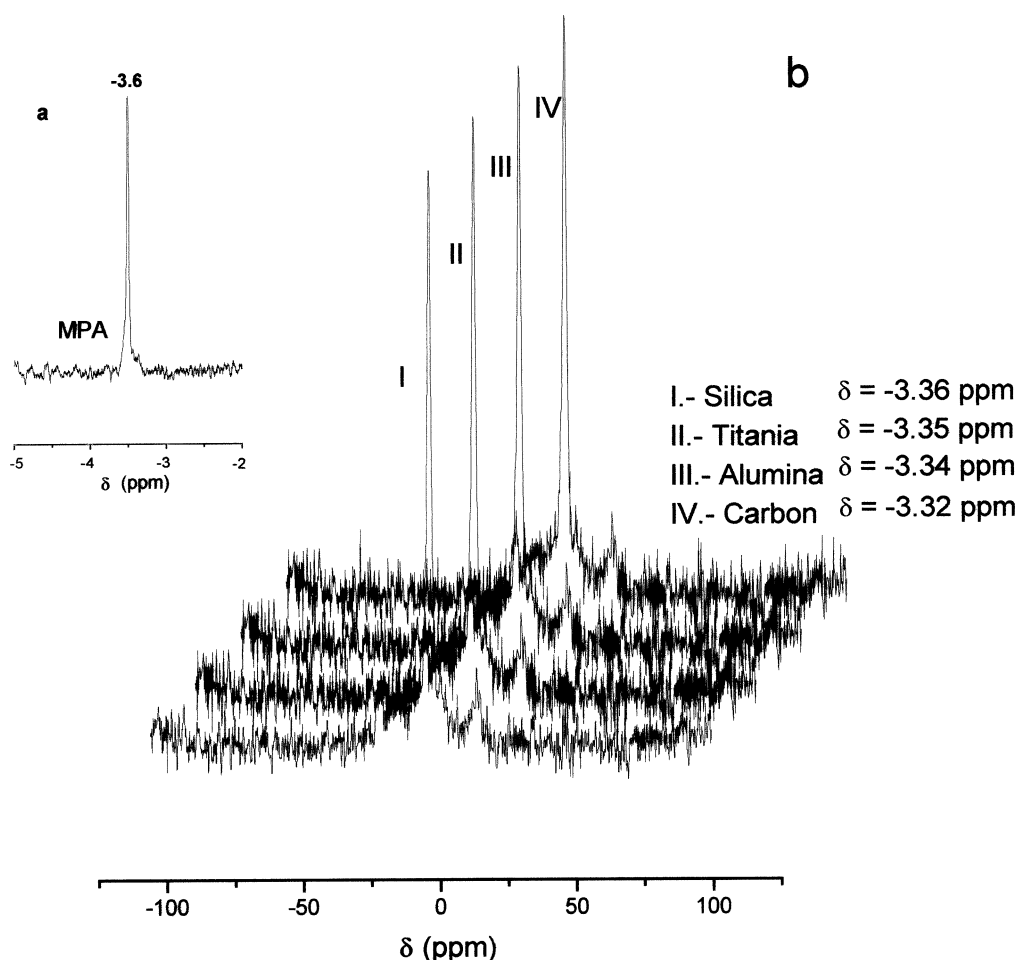 a
-3.6
MPA
-5 -4 -3 -2
δ (ppm)
b
IV
III
II
I
I.- Silica δ = -3.36 ppm
II.- Titania δ = -3.35 ppm
III.- Alumina δ = -3.34 ppm
IV.- Carbon δ = -3.32 ppm
-100 -50 0 50 100
δ (ppm)